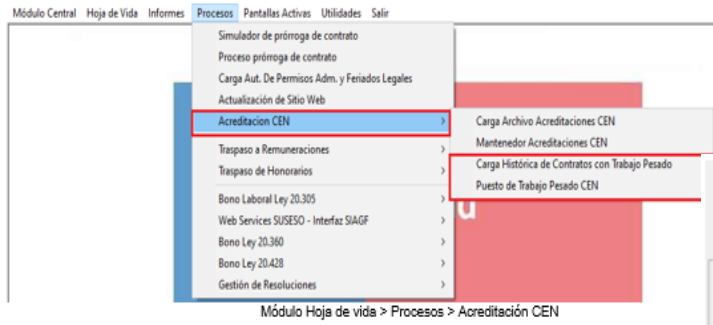 Módulo Central Hoja de Vida Informes Procesos Pantallas Activas Utilidades Salir
Simulador de prórroga de contrato
Proceso prórroga de contrato
Carga Aut. De Permisos Adm. y Feriados Legales
Actualización de Sitio Web
Acreditacion CEN
Traspaso a Remuneraciones
Traspaso de Honorarios
Bono Laboral Ley 20.305
Web Services SUSESO - Interfaz SIAGF
Bono Ley 20.360
Bono Ley 20.428
Gestión de Resoluciones
Carga Archivo Acreditaciones CEN
Mantenedor Acreditaciones CEN
Carga Histórica de Contratos con Trabajo Pesado
Puesto de Trabajo Pesado CEN
Módulo Hoja de vida > Procesos > Acreditación CEN